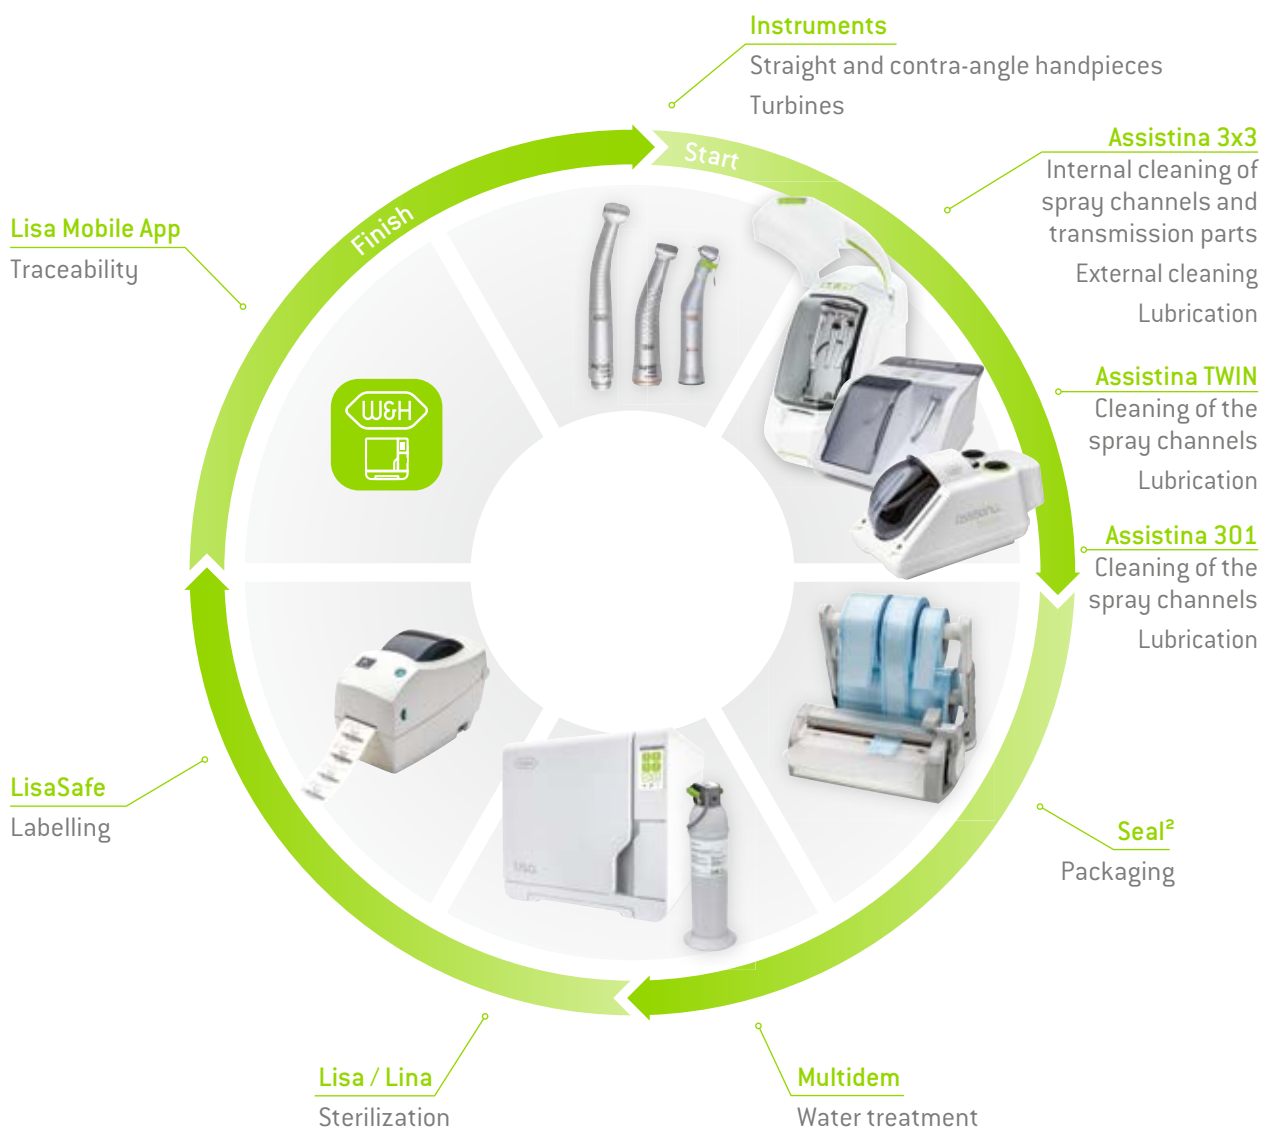 Instruments
Straight and contra-angle handpieces
Turbines
Start
Assistina 3x3
Internal cleaning of
spray channels and
transmission parts
External cleaning
Lubrication
Assistina TWIN
Cleaning of the
spray channels
Lubrication
Assistina 301
Cleaning of the
spray channels
Lubrication
Seal²
Packaging
Multidem
Water treatment
Lisa / Lina
Sterilization
LisaSafe
Labelling
Lisa Mobile App
Traceability
Finish
W&H
LISA